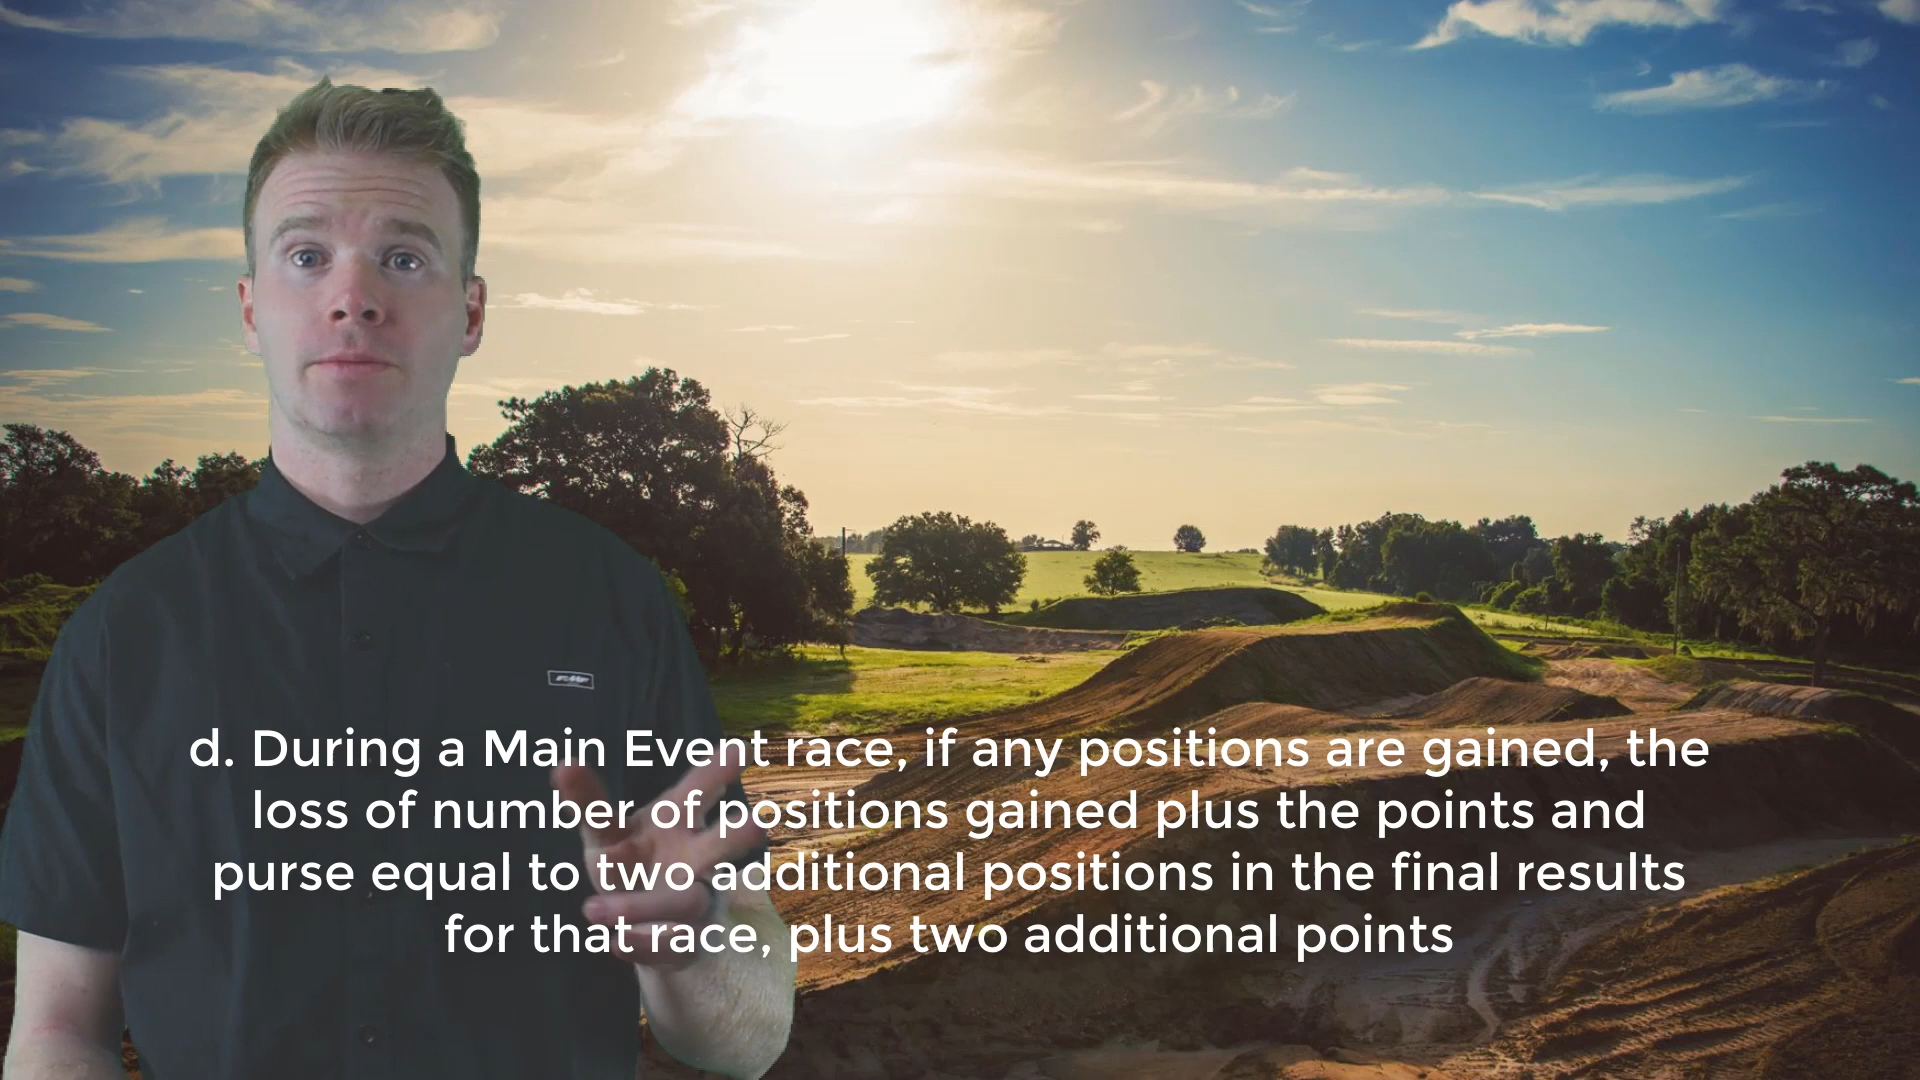 d. During a Main Event race, if any positions are gained, the
loss of number of positions gained plus the points and
purse equal to two additional positions in the final results
for that race, plus two additional points